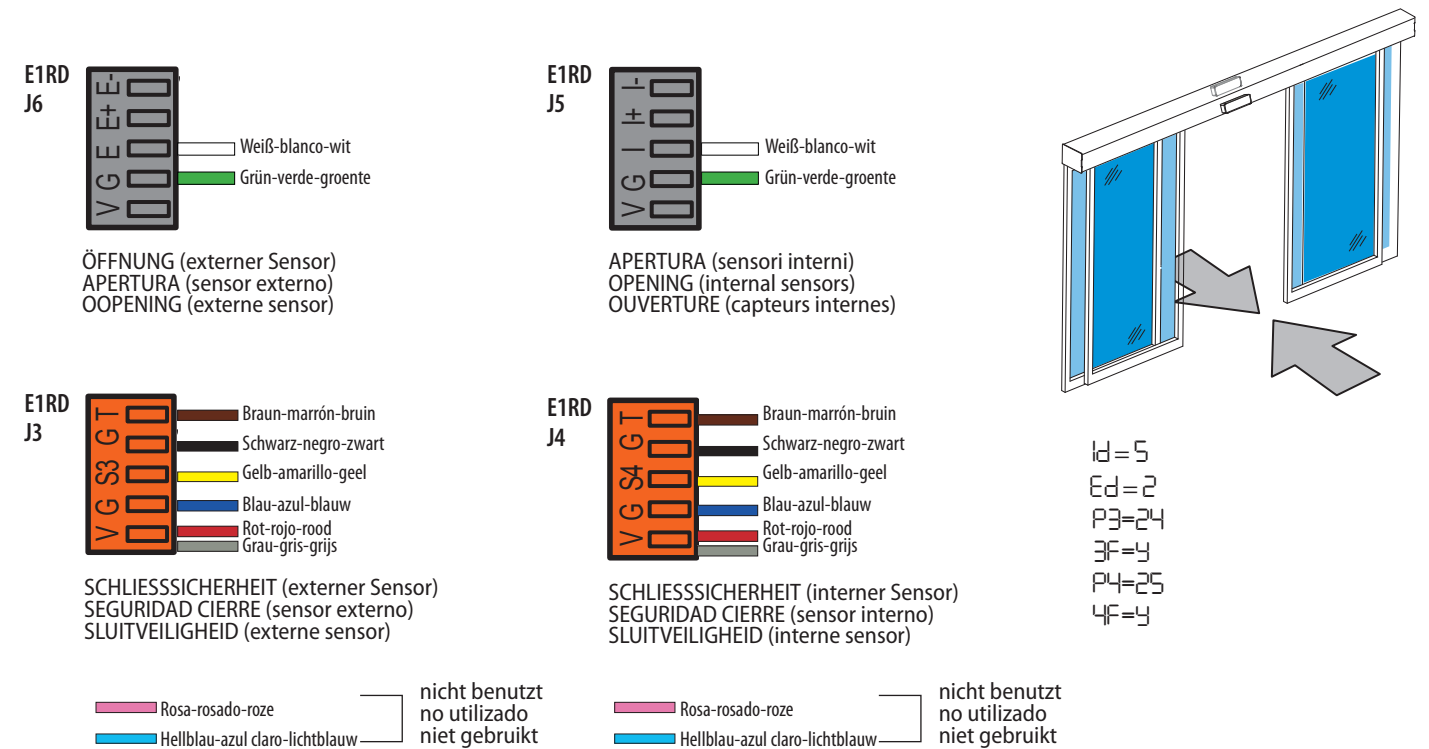 E1RD
J6
E-
E+
E
G
V
Weiß-blanco-wit
Grün-verde-groente
ÖFFNUNG (externer Sensor)
APERTURA (sensor externo)
OOPENING (externe sensor)
E1RD
J5
I-
I+
I
G
V
Weiß-blanco-wit
Grün-verde-groente
APERTURA (sensori interni)
OPENING (internal sensors)
OUVERTURE (capteurs internes)
E1RD
J3
T
G
S3
G
V
Braun-marrón-bruin
Schwarz-negro-zwart
Gelb-amarillo-geel
Blau-azul-blauw
Rot-rojo-rood
Grau-gris-grijs
SCHLIESSSICHERHEIT (externer Sensor)
SEGURIDAD CIERRE (sensor externo)
SLUITVEILIGHEID (externe sensor)
Rosa-rosado-roze
Hellblau-azul claro-lichtblauw
nicht benutzt
no utilizado
niet gebruikt
E1RD
J4
T
G
S4
G
V
Braun-marrón-bruin
Schwarz-negro-zwart
Gelb-amarillo-geel
Blau-azul-blauw
Rot-rojo-rood
Grau-gris-grijs
SCHLIESSSICHERHEIT (interner Sensor)
SEGURIDAD CIERRE (sensor interno)
SLUITVEILIGHEID (interne sensor)
Rosa-rosado-roze
Hellblau-azul claro-lichtblauw
nicht benutzt
no utilizado
niet gebruikt
Id=5
Ed=2
P3=24
3F=y
P4=25
4F=y